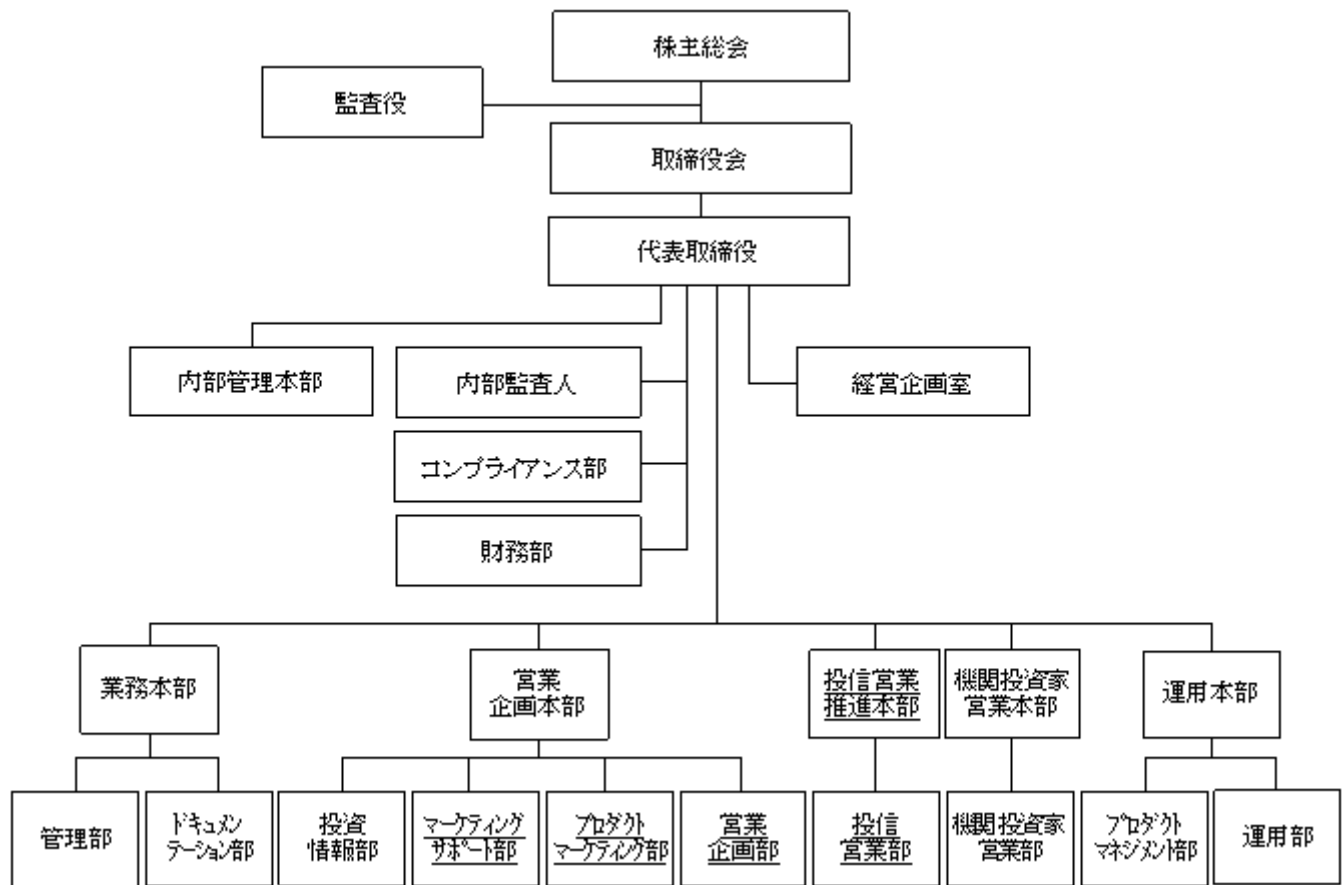 株主総会
監査役
取締役会
代表取締役
内部管理本部
内部監査人
経営企画室
コンプライアンス部
財務部
業務本部
営業
企画本部
投信営業
推進本部
機関投資家
営業本部
運用本部
管理部
ドキュメン
テーション部
投資
情報部
マーケティング
サポート部
プロダクト
マーケティング部
営業
企画部
投信
営業部
機関投資家
営業部
プロダクト
マネジメント部
運用部